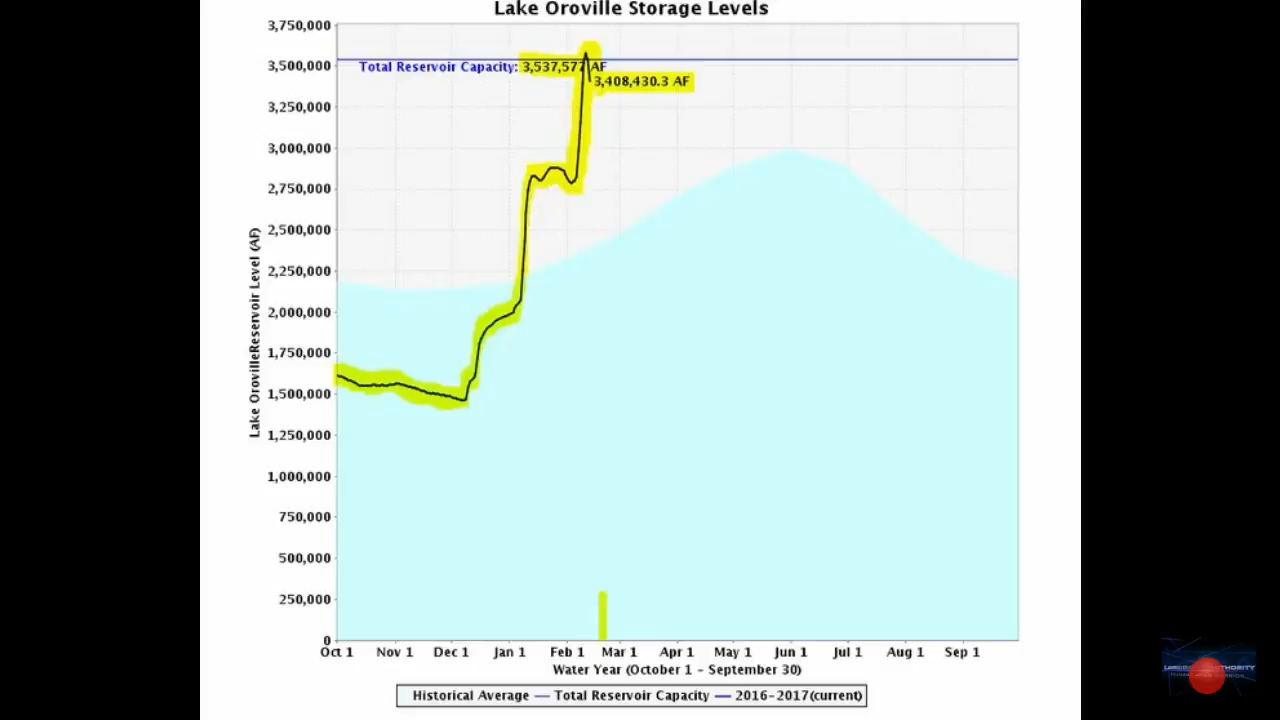 Lake Oroville Storage Levels
3,750,000
3,500,000
3,250,000
3,000,000
2,750,000
2,500,000
2,250,000
2,000,000
1,750,000
1,500,000
1,250,000
1,000,000
750,000
500,000
250,000
0
Lake OrovilleReservoir Level (AF)
Total Reservoir Capacity: 3,537,577 AF
3,408,430.3 AF
Oct 1 Nov 1 Dec 1 Jan 1 Feb 1 Mar 1 Apr 1 May 1 Jun 1 Jul 1 Aug 1 Sep 1
Water Year (October 1 - September 30)
Historical Average Total Reservoir Capacity 2016-2017(current)